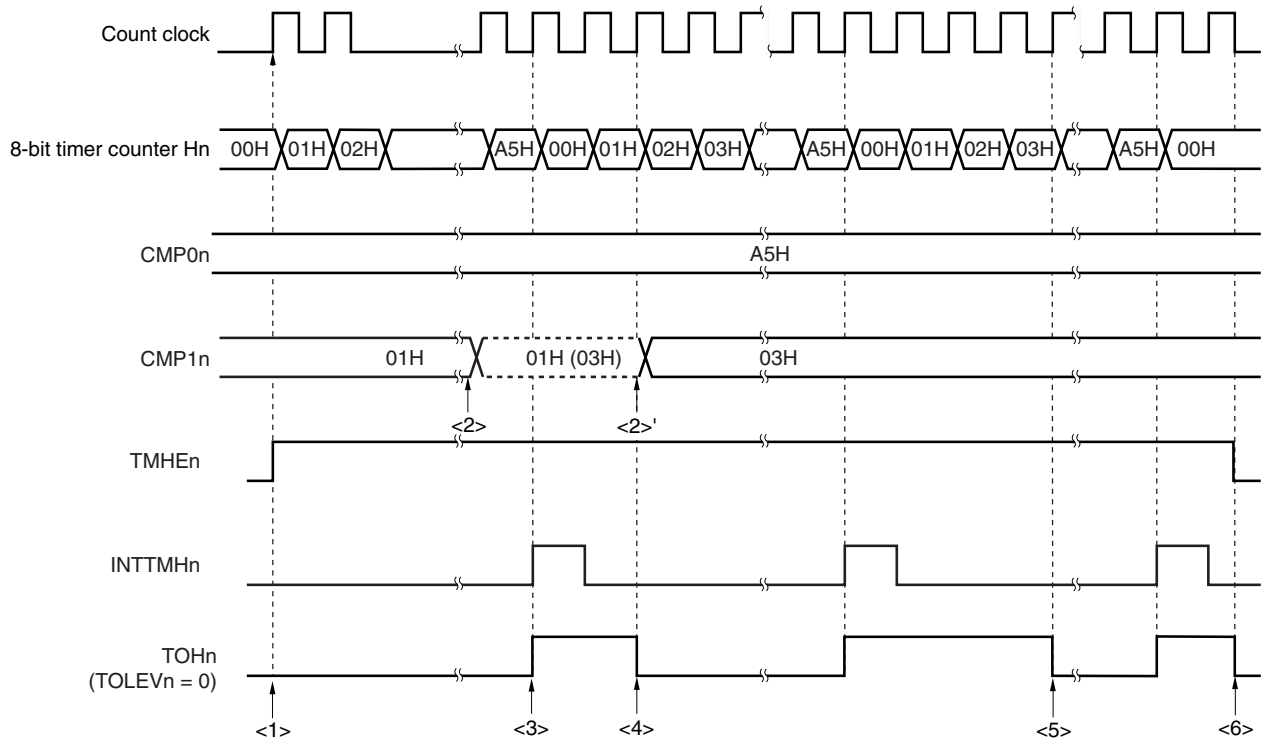 Count clock
8-bit timer counter Hn 00H 01H 02H A5H 00H 01H 02H 03H A5H 00H 01H 02H 03H A5H 00H
CMP0n A5H
CMP1n 01H 01H (03H) 03H
<2> <2>'
TMHEn
INTTMHn
TOHn
(TOLEVn = 0)
<1> <3> <4> <5> <6>